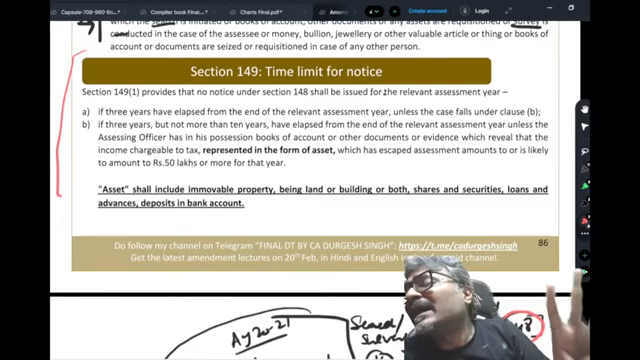 Capsule-709-960 E...
Compiler book Final
Charts Final.pdf
Amen
4
Create account
which the search is initiated or books of account, other documents or any assets are requisitioned or Survey is
conducted in the case of the assessee or money, bullion, jewellery or other valuable article or thing or books of
account or documents are seized or requisitioned in case of any other person.
Section 149: Time limit for notice
Section 149(1) provides that no notice under section 148 shall be issued for the relevant assessment year –
a) if three years have elapsed from the end of the relevant assessment year, unless the case falls under clause (b);
b) if three years, but not more than ten years, have elapsed from the end of the relevant assessment year unless the
Assessing Officer has in his possession books of account or other documents or evidence which reveal that the
income chargeable to tax, represented in the form of asset, which has escaped assessment amounts to or is likely
to amount to Rs.50 lakhs or more for that year.
"Asset" shall include immovable property, being land or building or both, shares and securities, loans and
advances, deposits in bank account.
Do follow my channel on Telegram "FINAL DT BY CA DURGESH SINGH" https://t.me/cadurgeshsingh
86
Get the latest amendment lectures on 20th Feb, in Hindi and English in
channel.
Ay 20-21
Search/
48